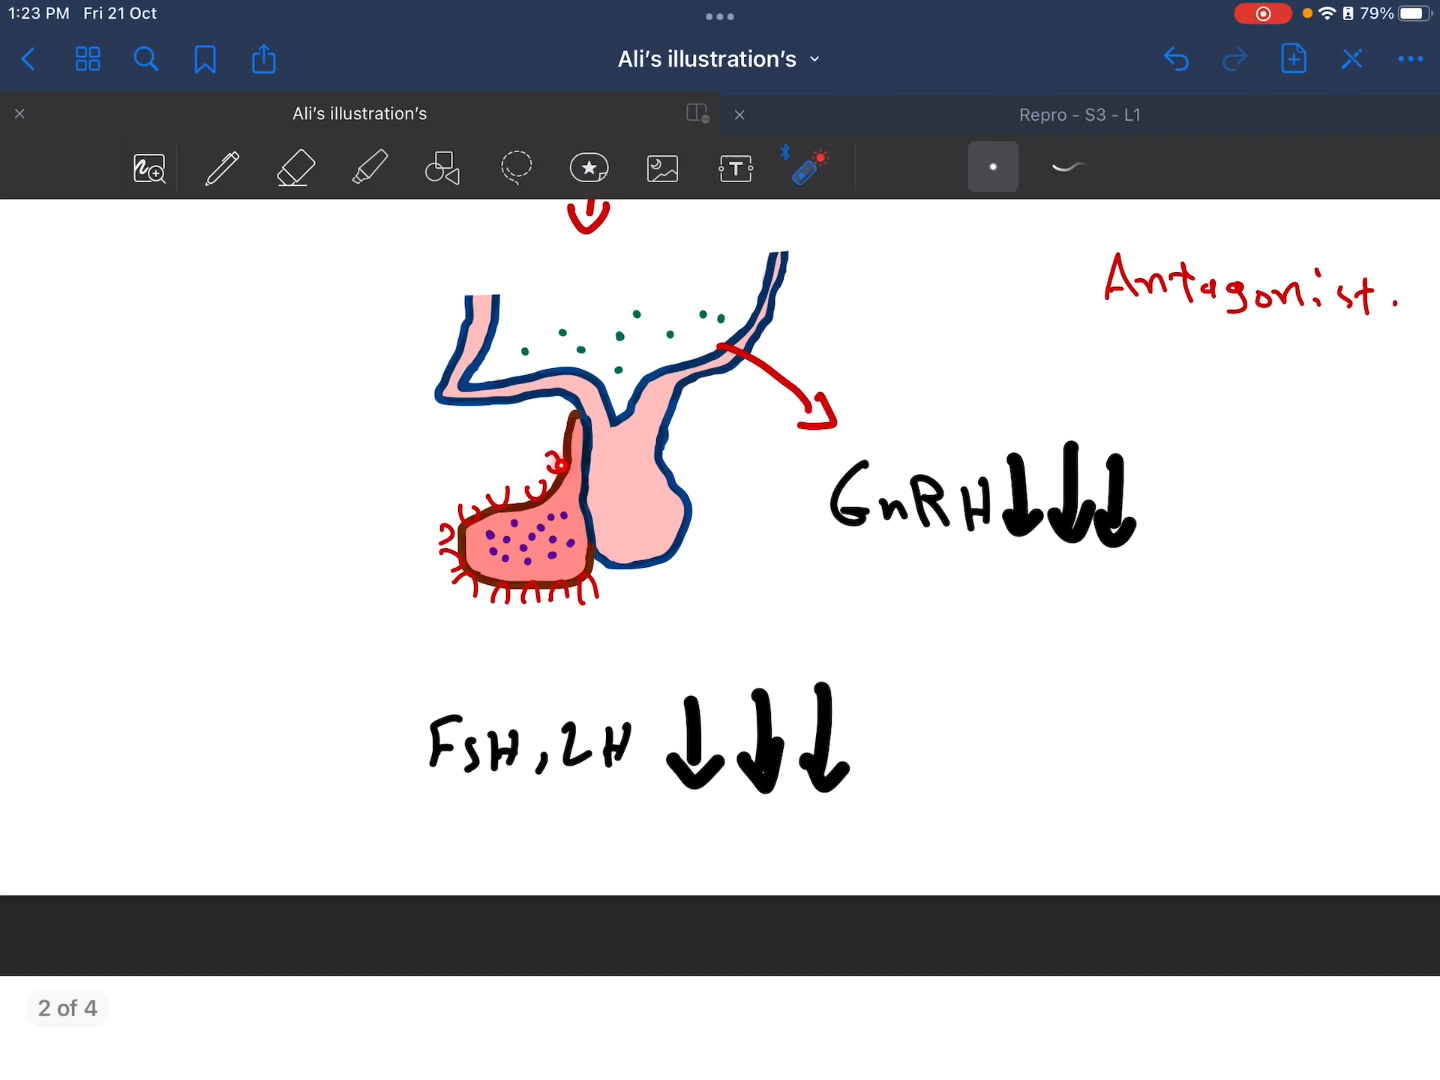 1:23 PM Fri 21 Oct
79%
Ali's illustration's
Ali's illustration's
Repro - S3 - L1
T
Antagonist.
GnRH
FSH, LH
2 of 4